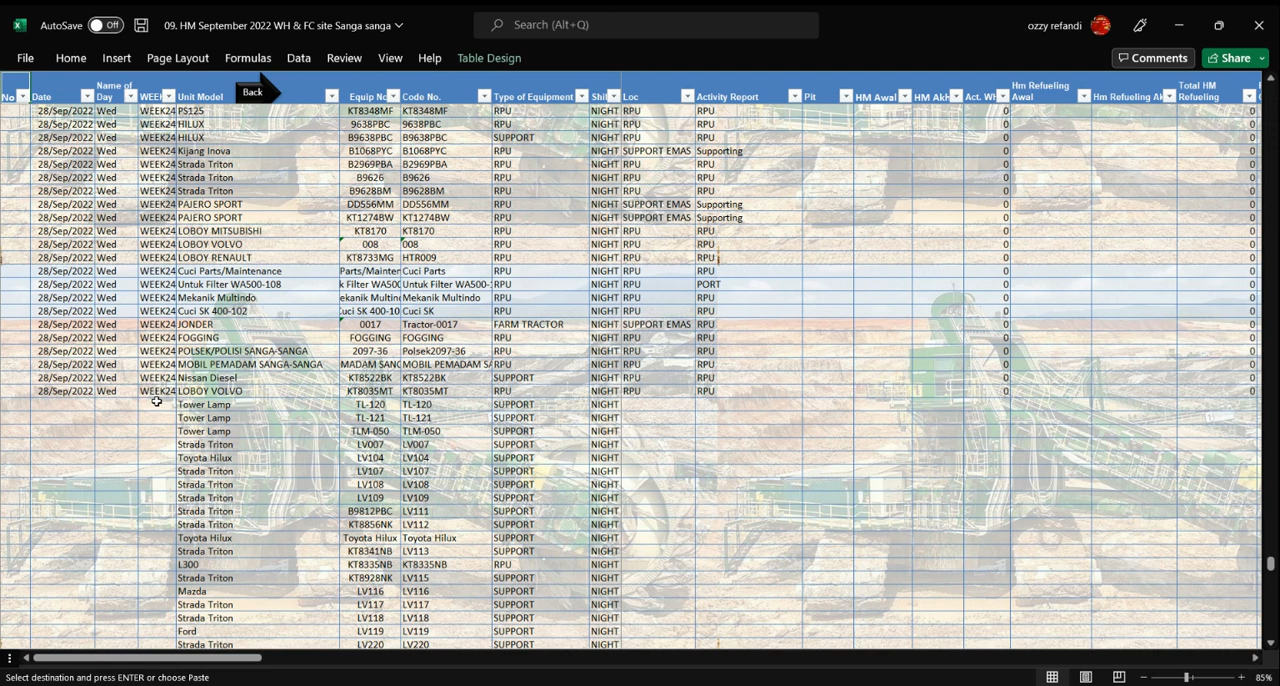 AutoSave Off 09. HM September 2022 WH & FC site Sanga sanga Search (Alt+Q) ozzy refandi
File Home Insert Page Layout Formulas Data Review View Help Table Design Comments Share
No Date Name of Day WEEK Unit Model Back Equip No Code No. Type of Equipment Shif Loc Activity Report Pit HM Awal HM Akh Act. WH Hm Refueling Awal Hm Refueling Ak Total HM Refueling
28/Sep/2022 Wed WEEK24 PS125 KT8348MF KT8348MF RPU NIGHT RPU RPU 0 0
28/Sep/2022 Wed WEEK24 HILUX 9638PBC 9638PBC RPU NIGHT RPU RPU 0 0
28/Sep/2022 Wed WEEK24 HILUX B9638PBC B9638PBC SUPPORT NIGHT RPU RPU 0 0
28/Sep/2022 Wed WEEK24 Kijang Inova B1068PYC B1068PYC RPU NIGHT SUPPORT EMAS Supporting 0 0
28/Sep/2022 Wed WEEK24 Strada Triton B2969PBA B2969PBA RPU NIGHT RPU RPU 0 0
28/Sep/2022 Wed WEEK24 Strada Triton B9626 B9626 RPU NIGHT RPU RPU 0 0
28/Sep/2022 Wed WEEK24 Strada Triton B9628BM B9628BM RPU NIGHT RPU RPU 0 0
28/Sep/2022 Wed WEEK24 PAJERO SPORT DD556MM DD556MM RPU NIGHT SUPPORT EMAS Supporting 0 0
28/Sep/2022 Wed WEEK24 PAJERO SPORT KT1274BW KT1274BW RPU NIGHT SUPPORT EMAS Supporting 0 0
28/Sep/2022 Wed WEEK24 LOBOY MITSUBISHI KT8170 KT8170 RPU NIGHT RPU RPU 0 0
28/Sep/2022 Wed WEEK24 LOBOY VOLVO 008 008 RPU NIGHT RPU RPU 0 0
28/Sep/2022 Wed WEEK24 LOBOY RENAULT KT8733MG HTR009 RPU NIGHT RPU RPU 0 0
28/Sep/2022 Wed WEEK24 Cuci Parts/Maintenance Parts/Mainten Cuci Parts RPU NIGHT RPU RPU 0 0
28/Sep/2022 Wed WEEK24 Untuk Filter WA500-108 k Filter WA500 Untuk Filter WA500- RPU NIGHT RPU PORT 0 0
28/Sep/2022 Wed WEEK24 Mekanik Multindo ekanik Multind Mekanik Multindo RPU NIGHT RPU RPU 0 0
28/Sep/2022 Wed WEEK24 Cuci SK 400-102 Cuci SK 400-10 Cuci SK RPU NIGHT RPU RPU 0 0
28/Sep/2022 Wed WEEK24 JONDER 0017 Tractor-0017 FARM TRACTOR NIGHT SUPPORT EMAS RPU 0 0
28/Sep/2022 Wed WEEK24 FOGGING FOGGING FOGGING RPU NIGHT RPU RPU 0 0
28/Sep/2022 Wed WEEK24 POLSEK/POLISI SANGA-SANGA 2097-36 Polsek2097-36 RPU NIGHT RPU RPU 0 0
28/Sep/2022 Wed WEEK24 MOBIL PEMADAM SANGA-SANGA MADAM SANG MOBIL PEMADAM SA RPU NIGHT RPU RPU 0 0
28/Sep/2022 Wed WEEK24 Nissan Diesel KT8522BK KT8522BK SUPPORT NIGHT RPU RPU 0 0
28/Sep/2022 Wed WEEK24 LOBOY VOLVO KT8035MT KT8035MT RPU NIGHT RPU RPU 0 0
Tower Lamp TL-120 TL-120 SUPPORT NIGHT
Tower Lamp TL-121 TL-121 SUPPORT NIGHT
Tower Lamp TLM-050 TLM-050 SUPPORT NIGHT
Strada Triton LV007 LV007 SUPPORT NIGHT
Toyota Hilux LV104 LV104 SUPPORT NIGHT
Strada Triton LV107 LV107 SUPPORT NIGHT
Strada Triton LV108 LV108 SUPPORT NIGHT
Strada Triton LV109 LV109 SUPPORT NIGHT
Strada Triton B9812PBC LV111 SUPPORT NIGHT
Strada Triton KT8856NK LV112 SUPPORT NIGHT
Toyota Hilux Toyota Hilux Toyota Hilux SUPPORT NIGHT
Strada Triton KT8341NB LV113 SUPPORT NIGHT
L300 KT8335NB KT8335NB RPU NIGHT
Strada Triton KT8928NK LV115 SUPPORT NIGHT
Mazda LV116 LV116 SUPPORT NIGHT
Strada Triton LV117 LV117 SUPPORT NIGHT
Strada Triton LV118 LV118 SUPPORT NIGHT
Ford LV119 LV119 SUPPORT NIGHT
Strada Triton LV220 LV220 SUPPORT NIGHT
Select destination and press ENTER or choose Paste 85%